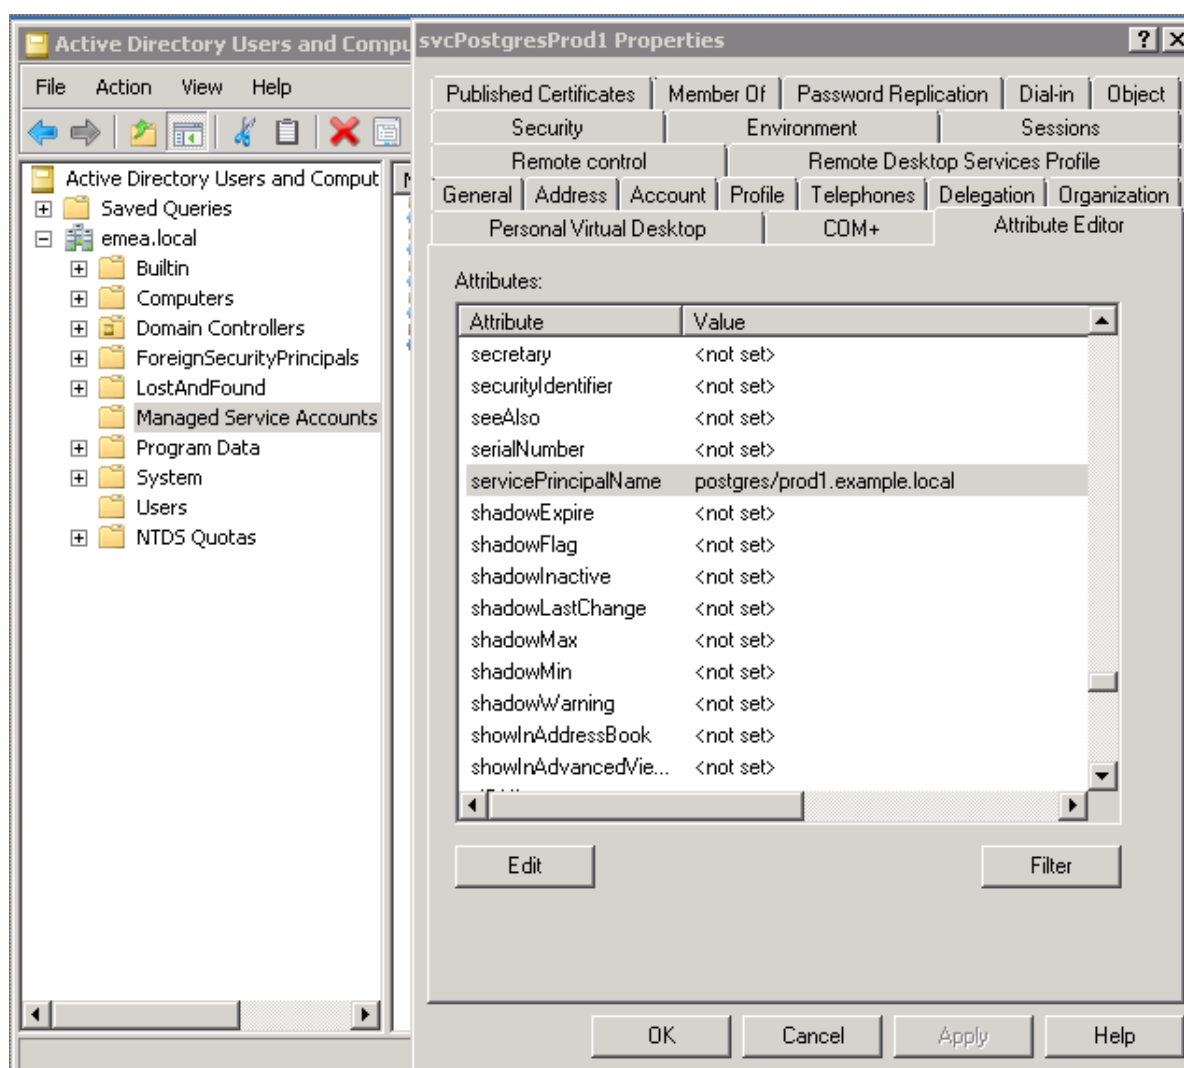 Active Directory Users and Compu
File Action View Help
Active Directory Users and Comput
Saved Queries
emea.local
Builtin
Computers
Domain Controllers
ForeignSecurityPrincipals
LostAndFound
Managed Service Accounts
Program Data
System
Users
NTDS Quotas
svcPostgresProd1 Properties
Published Certificates Member Of Password Replication Dial-in Object
Security Environment Sessions
Remote control Remote Desktop Services Profile
General Address Account Profile Telephones Delegation Organization
Personal Virtual Desktop COM+ Attribute Editor
Attributes:
Attribute Value
secretary <not set>
securityIdentifier <not set>
seeAlso <not set>
serialNumber <not set>
servicePrincipalName postgres/prod1.example.local
shadowExpire <not set>
shadowFlag <not set>
shadowInactive <not set>
shadowLastChange <not set>
shadowMax <not set>
shadowMin <not set>
shadowWarning <not set>
showInAddressBook <not set>
showInAdvancedVie... <not set>
Edit Filter
OK Cancel Apply Help